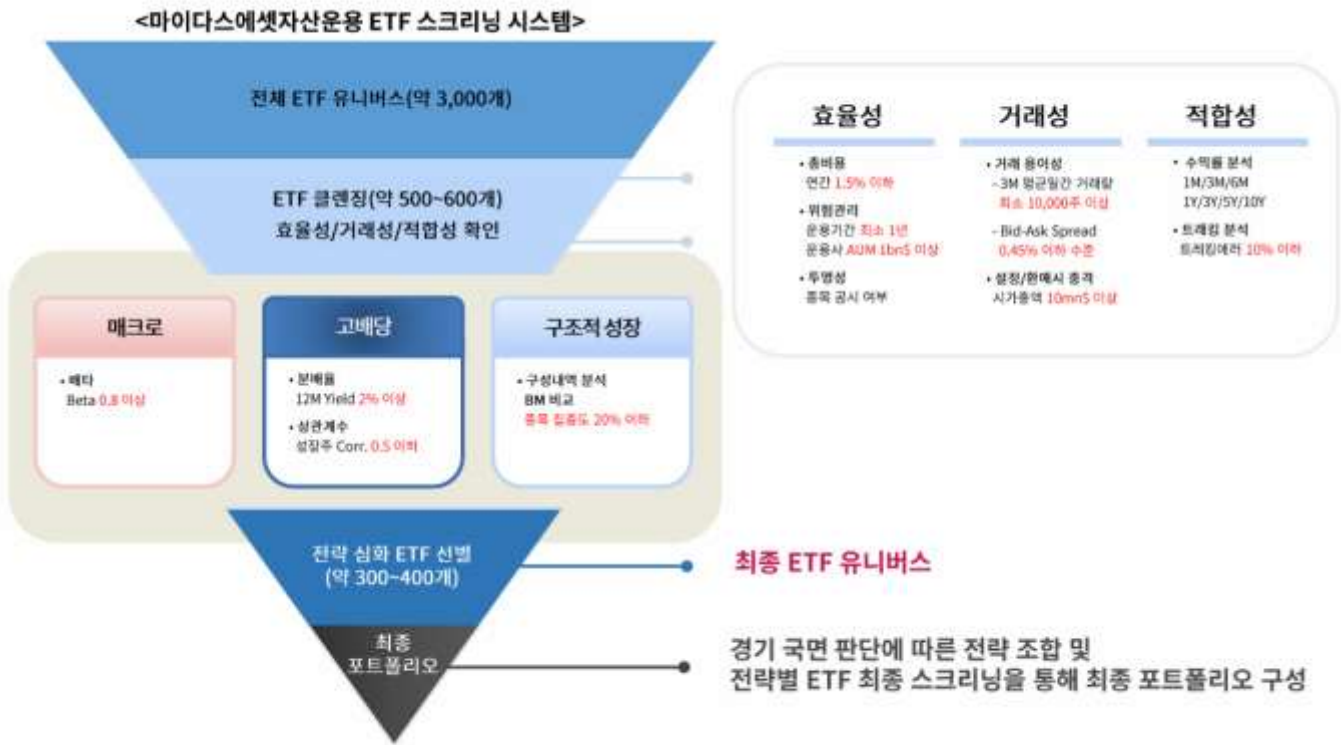 <마이다스에셋자산운용 ETF 스크리닝 시스템>
전체 ETF 유니버스(약 3,000개)
ETF 클렌징(약 500~600개)
효율성/거래성/적합성 확인
효율성
• 총비용
연간 1.5% 이하
• 위험관리
운용기간 최소 1년
운용사 AUM 1bn$ 이상
• 투명성
종목 공시 여부
거래성
• 거래 용이성
- 3M 평균일간 거래량
최소 10,000주 이상
- Bid-Ask Spread
0.45% 이하 수준
• 설정/환매시 충격
시가총액 10mn$ 이상
적합성
• 수익률 분석
1M/3M/6M
1Y/3Y/5Y/10Y
• 트래킹 분석
트래킹에러 10% 이하
매크로
• 베타
Beta 0.8 이상
고배당
• 분배율
12M Yield 2% 이상
• 상관계수
성장주 Corr. 0.5 이하
구조적 성장
• 구성내역 분석
BM 비교
종목 집중도 20% 이하
전략 심화 ETF 선별
(약 300~400개)
최종 ETF 유니버스
최종
포트폴리오
경기 국면 판단에 따른 전략 조합 및
전략별 ETF 최종 스크리닝을 통해 최종 포트폴리오 구성